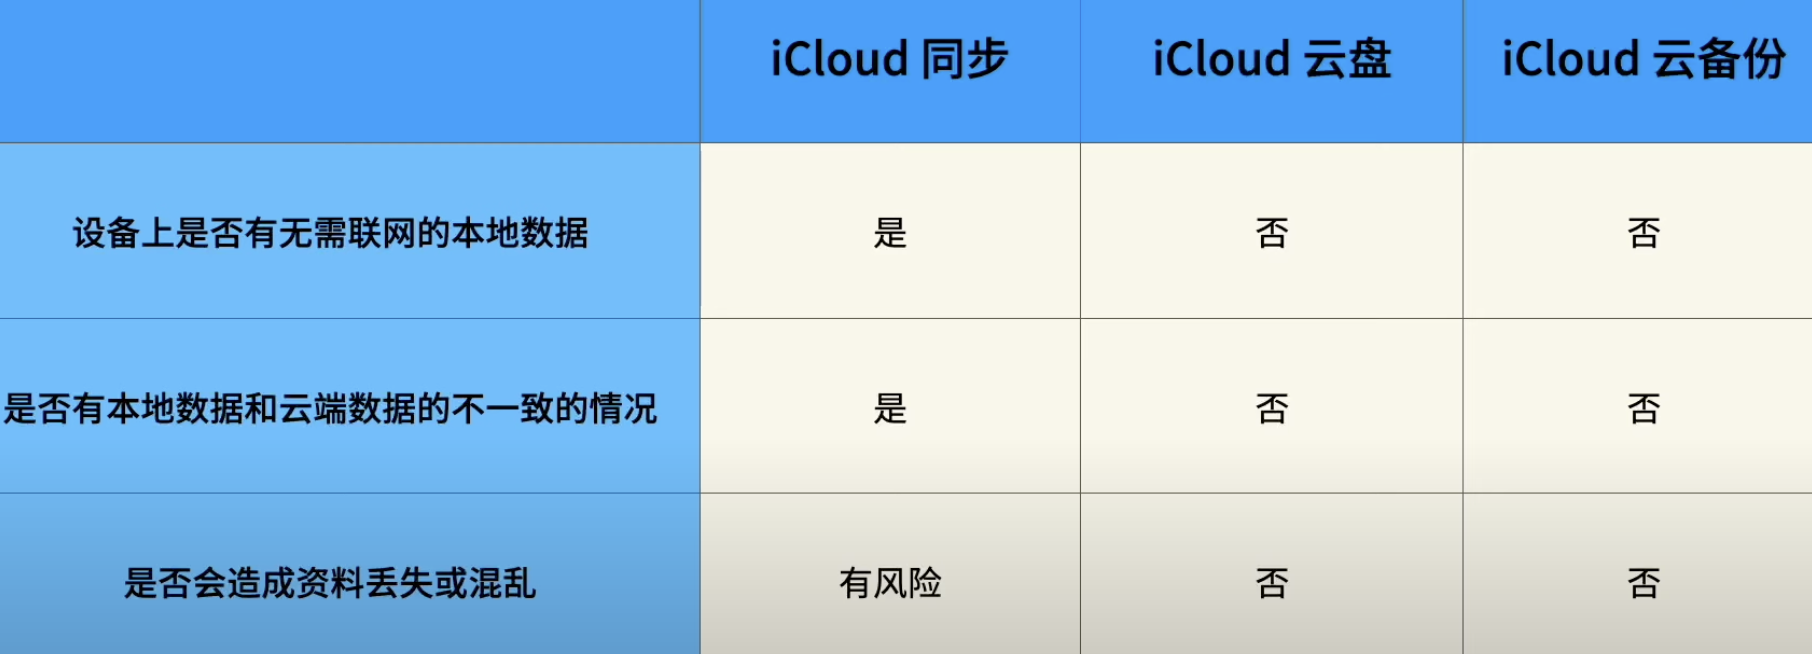 iCloud 同步 iCloud 云盘 iCloud 云备份
设备上是否有无需联网的本地数据 是 否 否
是否有本地数据和云端数据的不一致的情况 是 否 否
是否会造成资料丢失或混乱 有风险 否 否